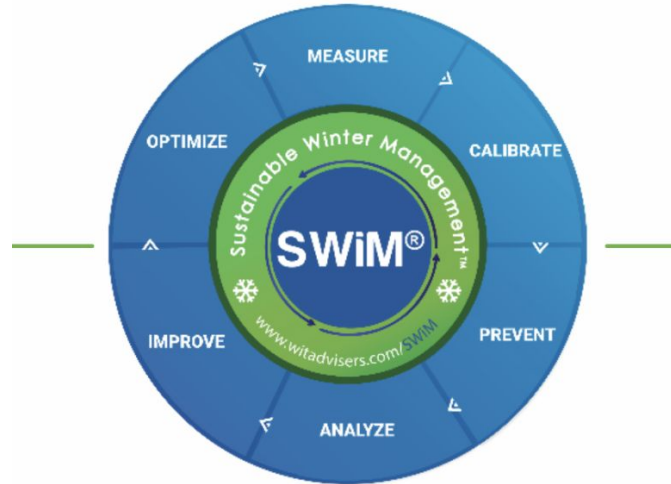 MEASURE
CALIBRATE
PREVENT
ANALYZE
IMPROVE
OPTIMIZE
Sustainable Winter Management™
SWiM®
www.witadvisers.com/SWiM